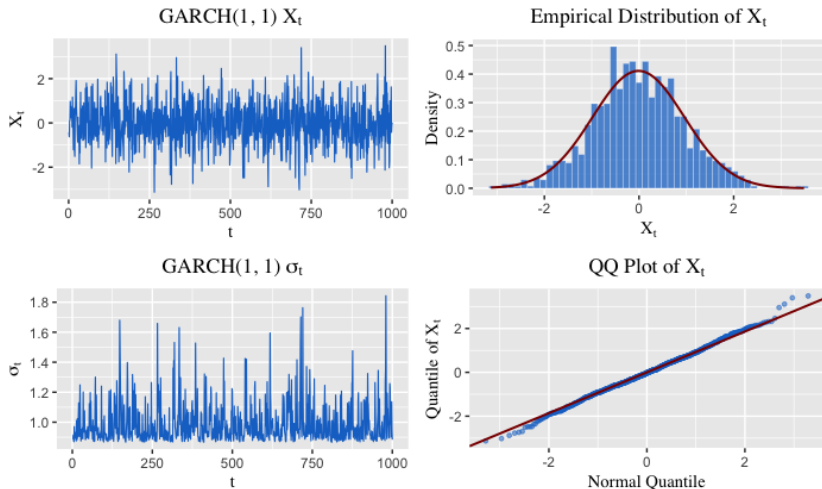 GARCH(1, 1) Xt
2
0
-2
Xt
0 250 500 750 1000
t
Empirical Distribution of Xt
0.5
0.4
0.3
0.2
0.1
0.0
Density
-2 0 2
Xt
GARCH(1, 1) σt
1.8
1.6
1.4
1.2
1.0
σt
0 250 500 750 1000
t
QQ Plot of Xt
2
0
-2
Quantile of Xt
-2 0 2
Normal Quantile